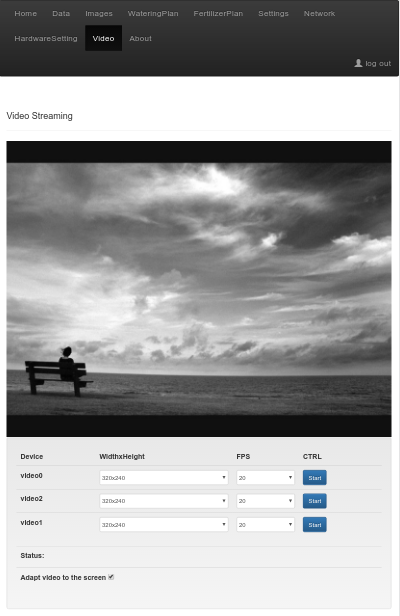 Home Data Images WateringPlan FertilizerPlan Settings Network
HardwareSetting Video About
log out
Video Streaming
Device WidthxHeight FPS CTRL
video0 320x240 20 Start
video2 320x240 20 Start
video1 320x240 20 Start
Status:
Adapt video to the screen